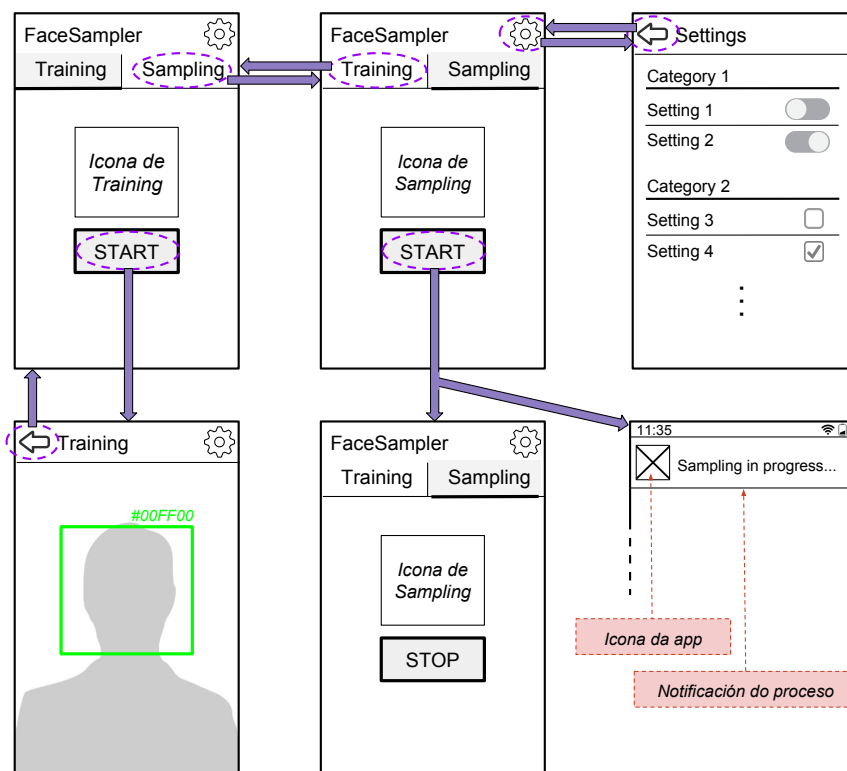 FaceSampler
Training
Sampling
Icona de
Training
START
FaceSampler
Training
Sampling
Icona de
Sampling
START
Settings
Category 1
Setting 1
Setting 2
Category 2
Setting 3
Setting 4
Training
#00FF00
FaceSampler
Training
Sampling
Icona de
Sampling
STOP
11:35
Sampling in progress...
Icona da app
Notificación do proceso